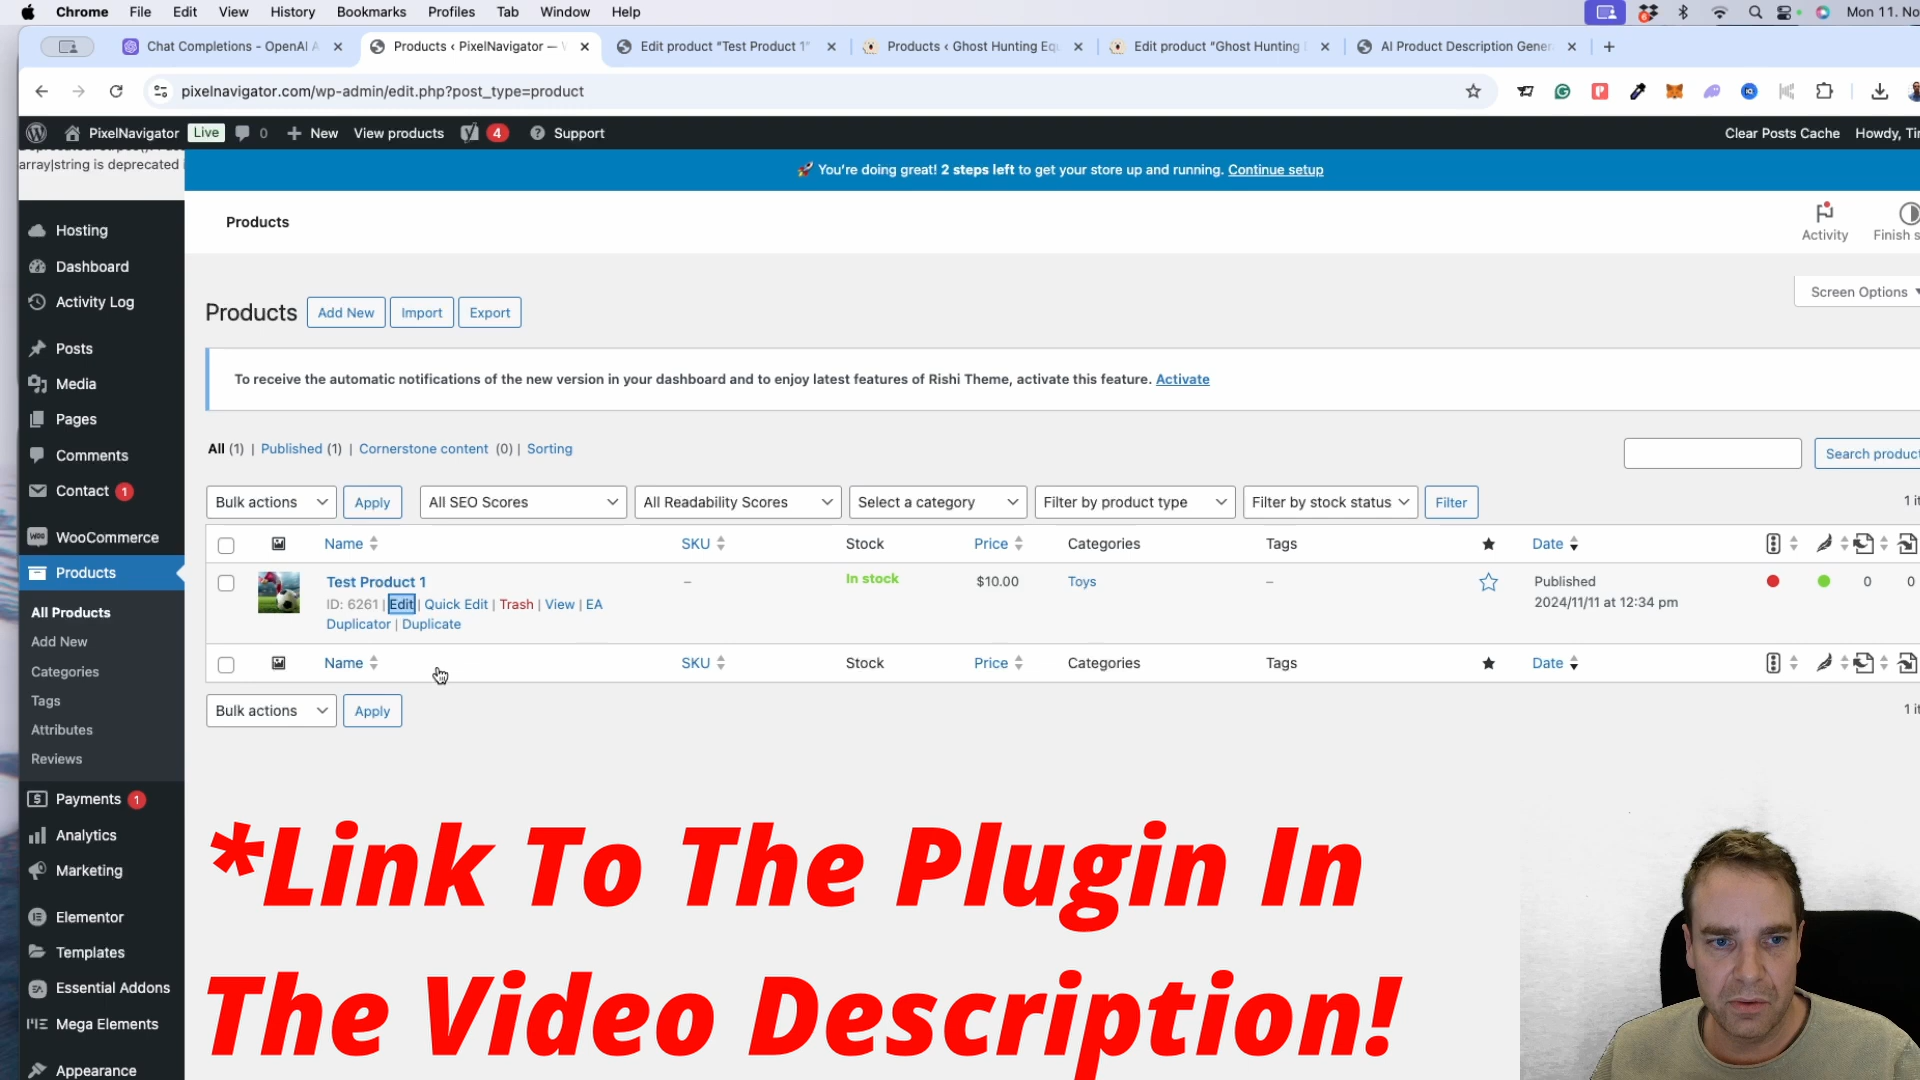 Chrome File Edit View History Bookmarks Profiles Tab Window Help Mon 11.
Chat Completions - OpenAI
Products ‹ PixelNavigator —
Edit product "Test Product 1"
Products ‹ Ghost Hunting
Edit product "Ghost Hunting
AI Product Description
pixelnavigator.com/wp-admin/edit.php?post_type=product
PixelNavigator Live 0 New View products 4 Support Clear Posts Cache Howdy,
array|string is deprecated
🚀 You're doing great! 2 steps left to get your store up and running. Continue setup
Products
Activity
Finish
Screen Options
Hosting
Dashboard
Activity Log
Posts
Media
Pages
Comments
Contact 1
WooCommerce
Products
All Products
Add New
Categories
Tags
Attributes
Reviews
Payments 1
Analytics
Marketing
Elementor
Templates
Essential Addons
Mega Elements
Appearance
Products Add New Import Export
To receive the automatic notifications of the new version in your dashboard and to enjoy latest features of Rishi Theme, activate this feature. Activate
All (1) | Published (1) | Cornerstone content (0) | Sorting
Search
Bulk actions Apply All SEO Scores All Readability Scores Select a category Filter by product type Filter by stock status Filter 1
Name SKU Stock Price Categories Tags Date
Test Product 1 – In stock $10.00 Toys – Published 0 0
ID: 6261 | Edit | Quick Edit | Trash | View | EA 2024/11/11 at 12:34 pm
Duplicator | Duplicate
Name SKU Stock Price Categories Tags Date
Bulk actions Apply 1
*Link To The Plugin In
The Video Description!